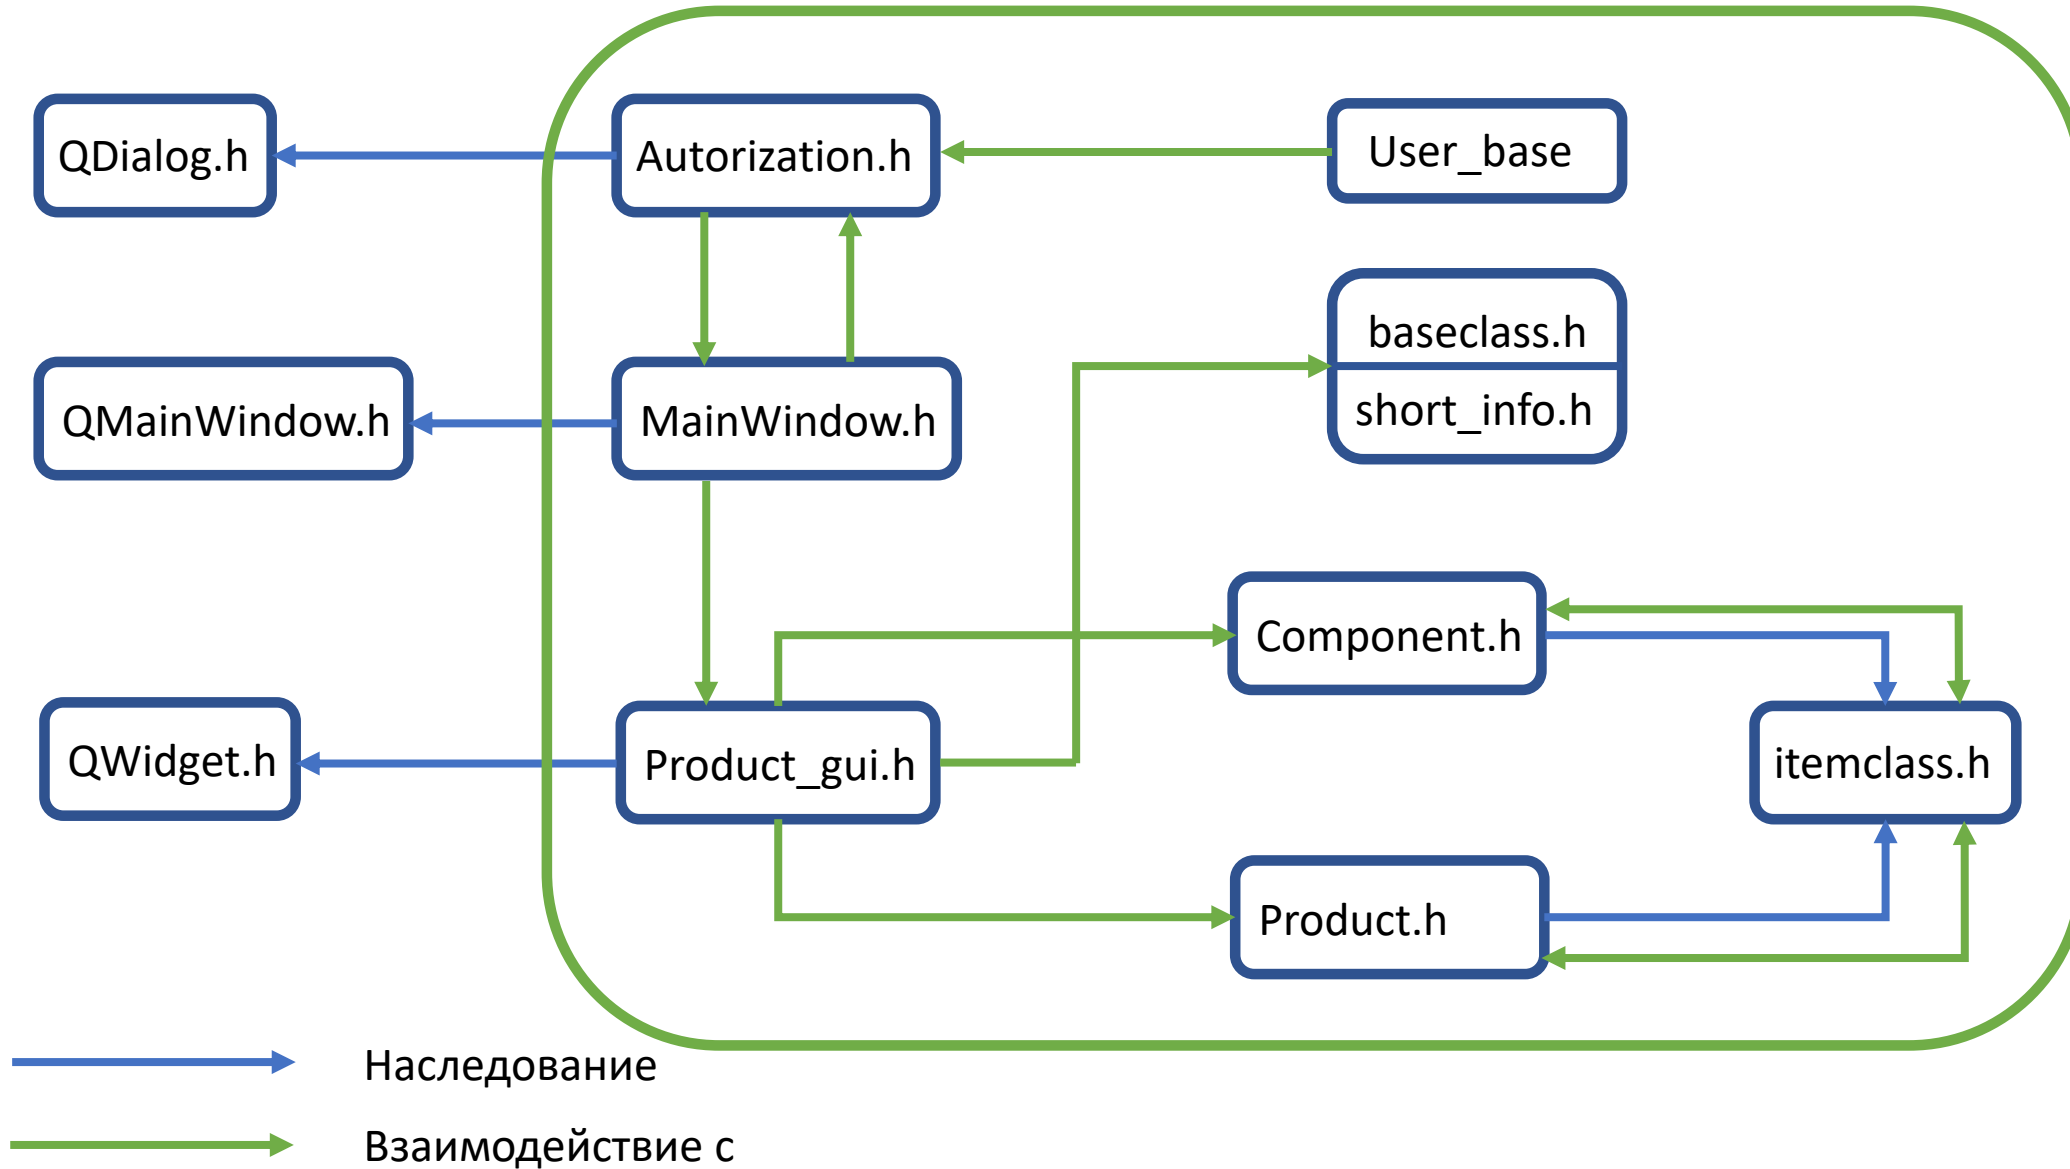 QDialog.h
Autorization.h
User_base
baseclass.h
short_info.h
QMainWindow.h
MainWindow.h
Component.h
QWidget.h
Product_gui.h
itemclass.h
Product.h
Наследование
Взаимодействие с